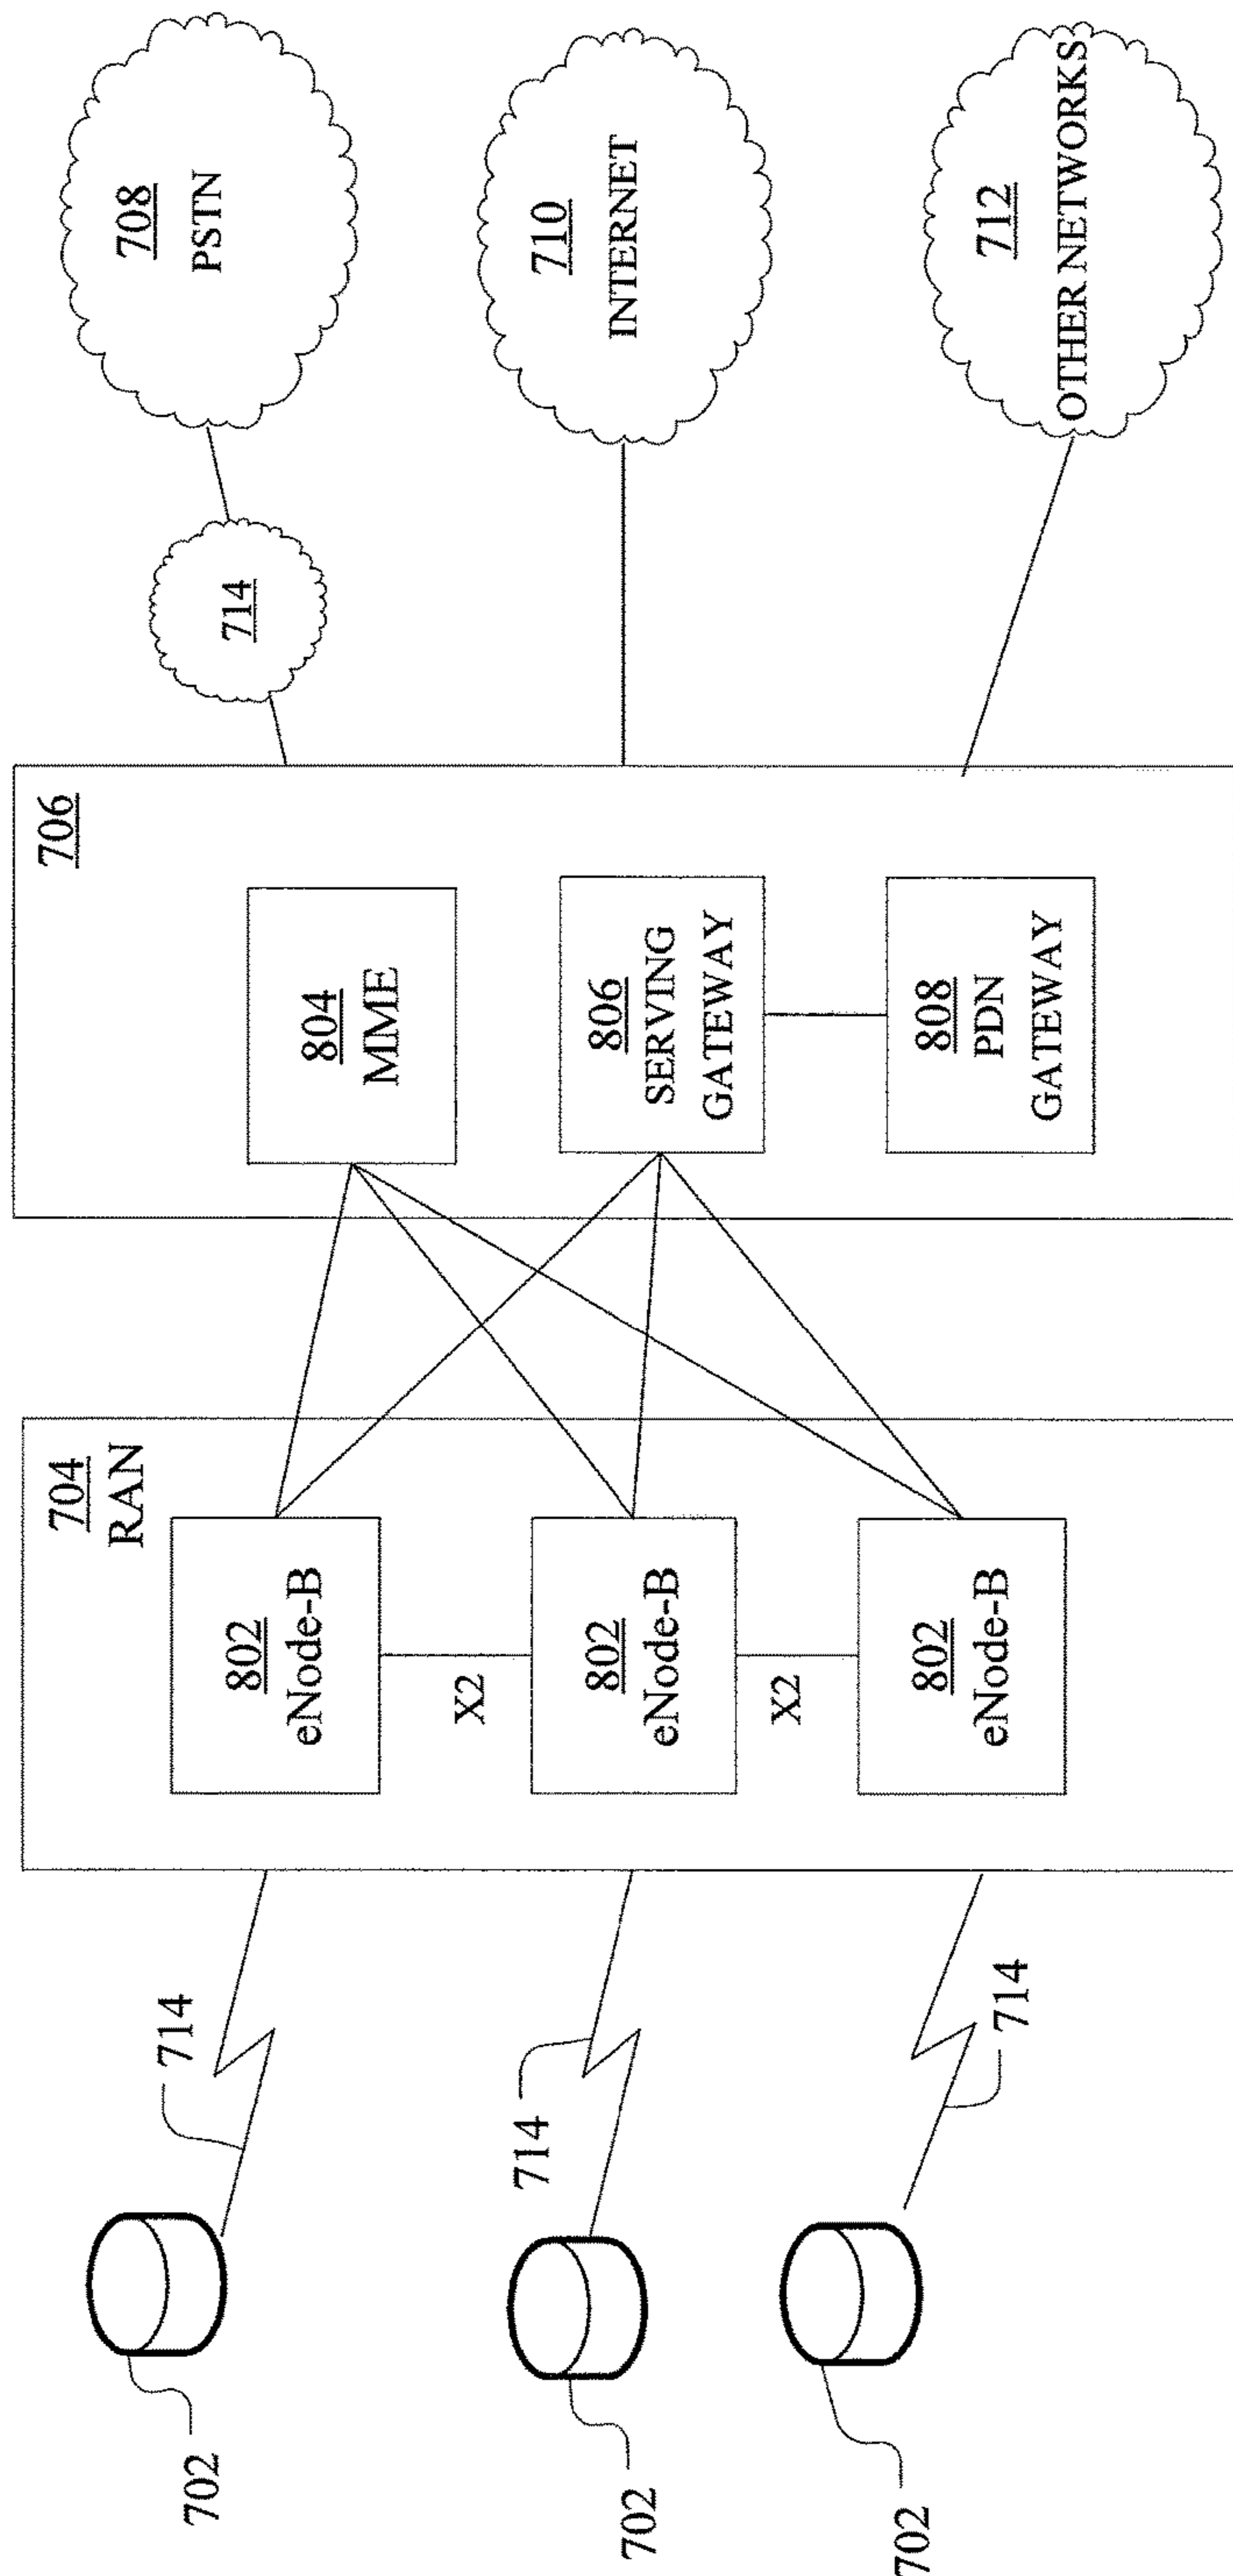 702
702
702
714
714
714
704
RAN
802
eNode-B
X2
802
eNode-B
X2
802
eNode-B
706
804
MME
806
SERVING
GATEWAY
808
PDN
GATEWAY
714
708
PSTN
710
INTERNET
712
OTHER NETWORKS